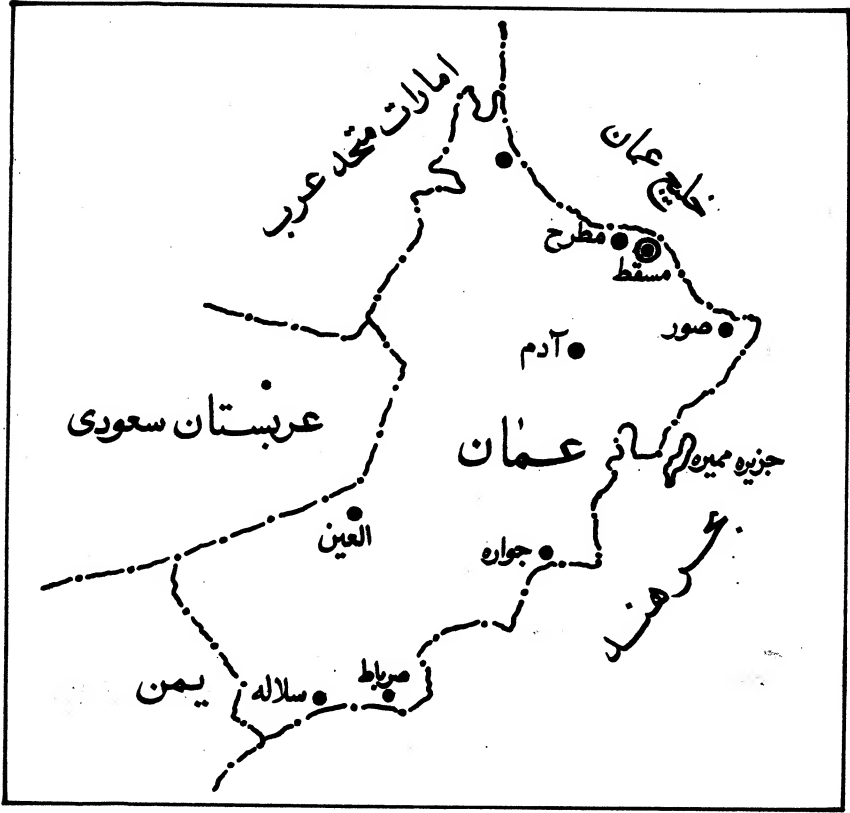 امارات متحد عرب
خلیج عمان
مطرح
مسقط
صور
آدم
عربستان سعودی
عمان
جزیره ممیره
العین
جواره
بحر هند
یمن
سلاله
مرباط